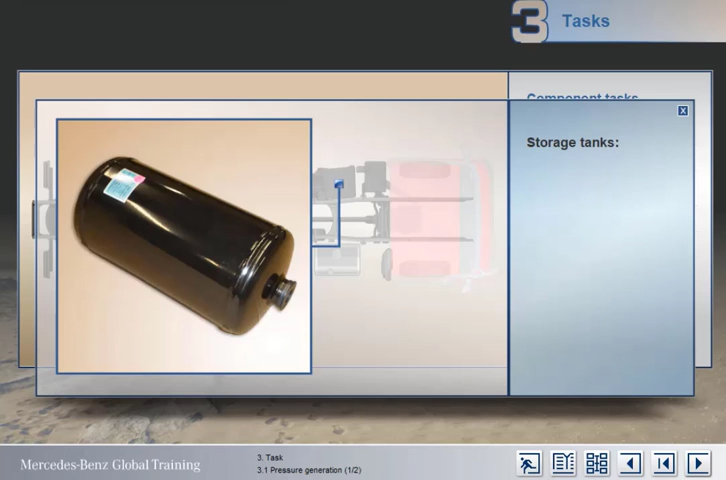 3 Tasks
Component tasks
Storage tanks:
Mercedes-Benz Global Training
3. Task
3.1 Pressure generation (1/2)